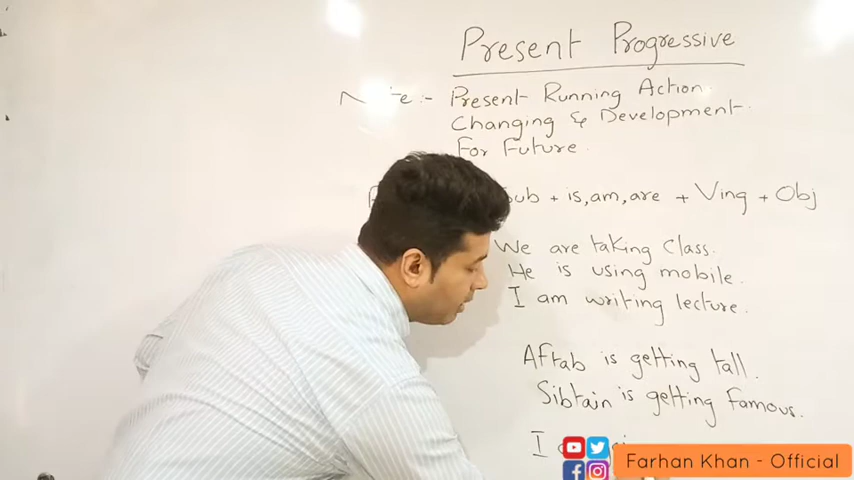 Present Progressive
Note :- Present Running Action.
Changing & Development.
For Future.
Sub + is,am,are + Ving + Obj
We are taking Class.
He is using mobile.
I am writing lecture.
Aftab is getting tall.
Sibtain is getting Famous.
I
Farhan Khan - Official